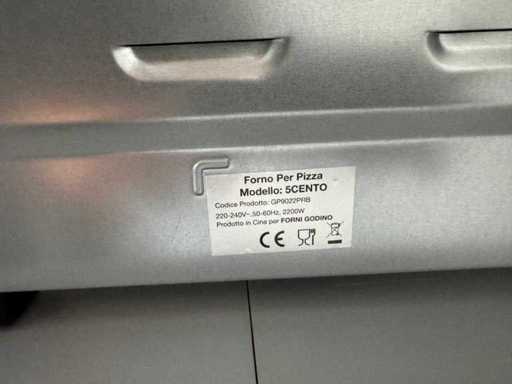 Forno Per Pizza
Modello: 5CENTO
Codice Prodotto: GP9022PRB
220-240V~.50-60Hz, 2200W
Prodotto in Cina per FORNI GODINO
CE